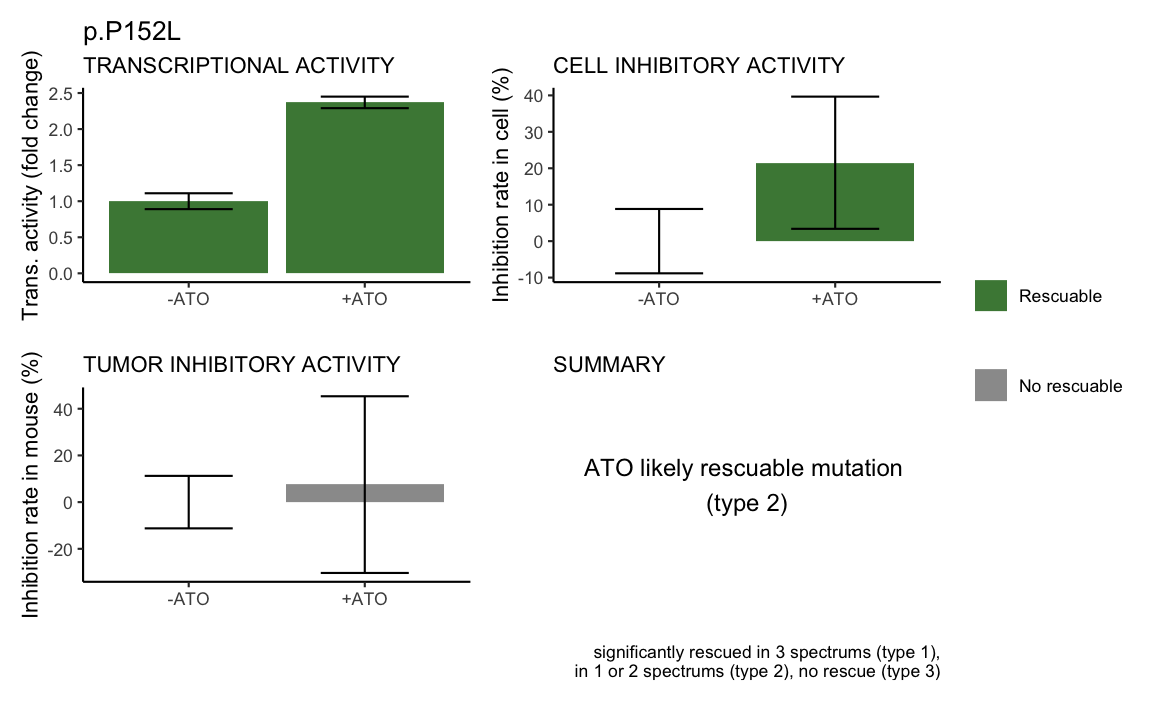 p.P152L
TRANSCRIPTIONAL ACTIVITY
Trans. activity (fold change)
2.5
2.0
1.5
1.0
0.5
0.0
-ATO +ATO
CELL INHIBITORY ACTIVITY
Inhibition rate in cell (%)
40
30
20
10
0
-10
-ATO +ATO
Rescuable
No rescuable
TUMOR INHIBITORY ACTIVITY
Inhibition rate in mouse (%)
40
20
0
-20
-ATO +ATO
SUMMARY
ATO likely rescuable mutation
(type 2)
significantly rescued in 3 spectrums (type 1),
in 1 or 2 spectrums (type 2), no rescue (type 3)